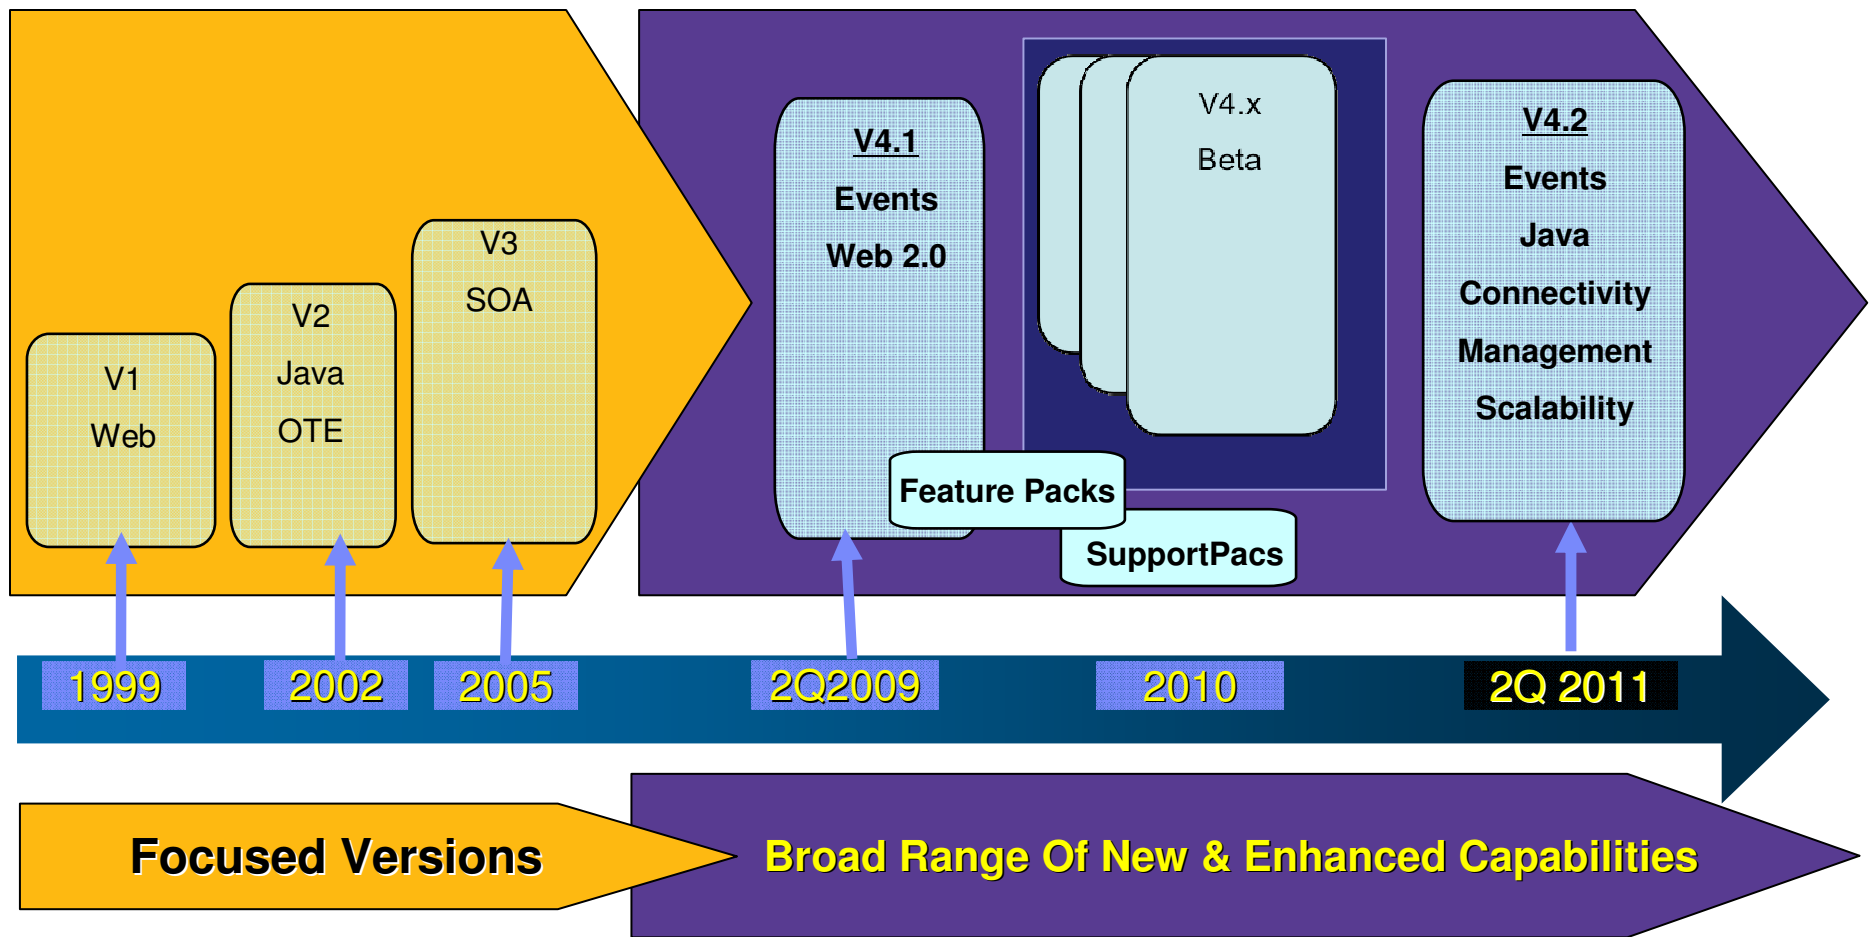 V1
Web
V2
Java
OTE
V3
SOA
V4.1
Events
Web 2.0
V4.x
Beta
V4.2
Events
Java
Connectivity
Management
Scalability
Feature Packs
SupportPacs
1999
2002
2005
2Q2009
2010
2Q 2011
Focused Versions
Broad Range Of New & Enhanced Capabilities